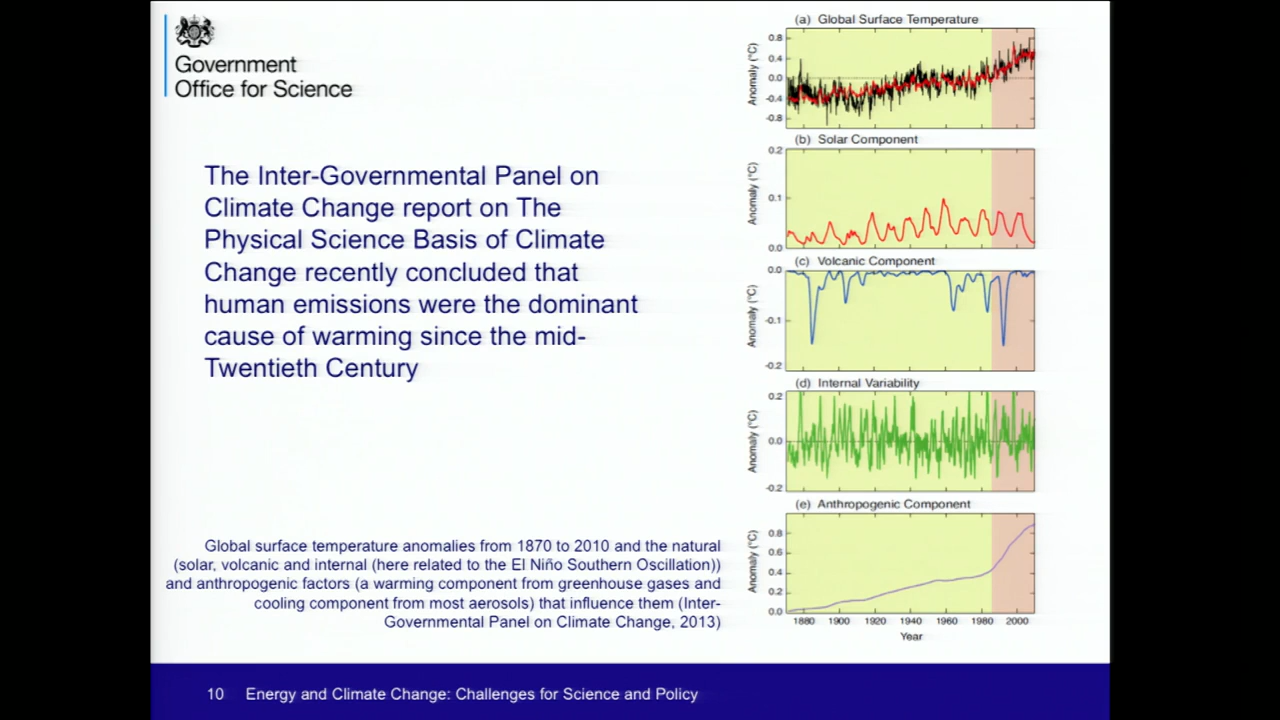 Government
Office for Science
The Inter-Governmental Panel on
Climate Change report on The
Physical Science Basis of Climate
Change recently concluded that
human emissions were the dominant
cause of warming since the mid-
Twentieth Century
Global surface temperature anomalies from 1870 to 2010 and the natural
(solar, volcanic and internal (here related to the El Niño Southern Oscillation))
and anthropogenic factors (a warming component from greenhouse gases and
cooling component from most aerosols) that influence them (Inter-
Governmental Panel on Climate Change, 2013)
(a) Global Surface Temperature
Anomaly (°C)
0.8
0.4
0.0
-0.4
-0.8
(b) Solar Component
Anomaly (°C)
0.2
0.1
0.0
(c) Volcanic Component
Anomaly (°C)
0.0
-0.1
-0.2
(d) Internal Variability
Anomaly (°C)
0.2
0.0
-0.2
(e) Anthropogenic Component
Anomaly (°C)
0.8
0.6
0.4
0.2
0.0
1880 1900 1920 1940 1960 1980 2000
Year
10 Energy and Climate Change: Challenges for Science and Policy